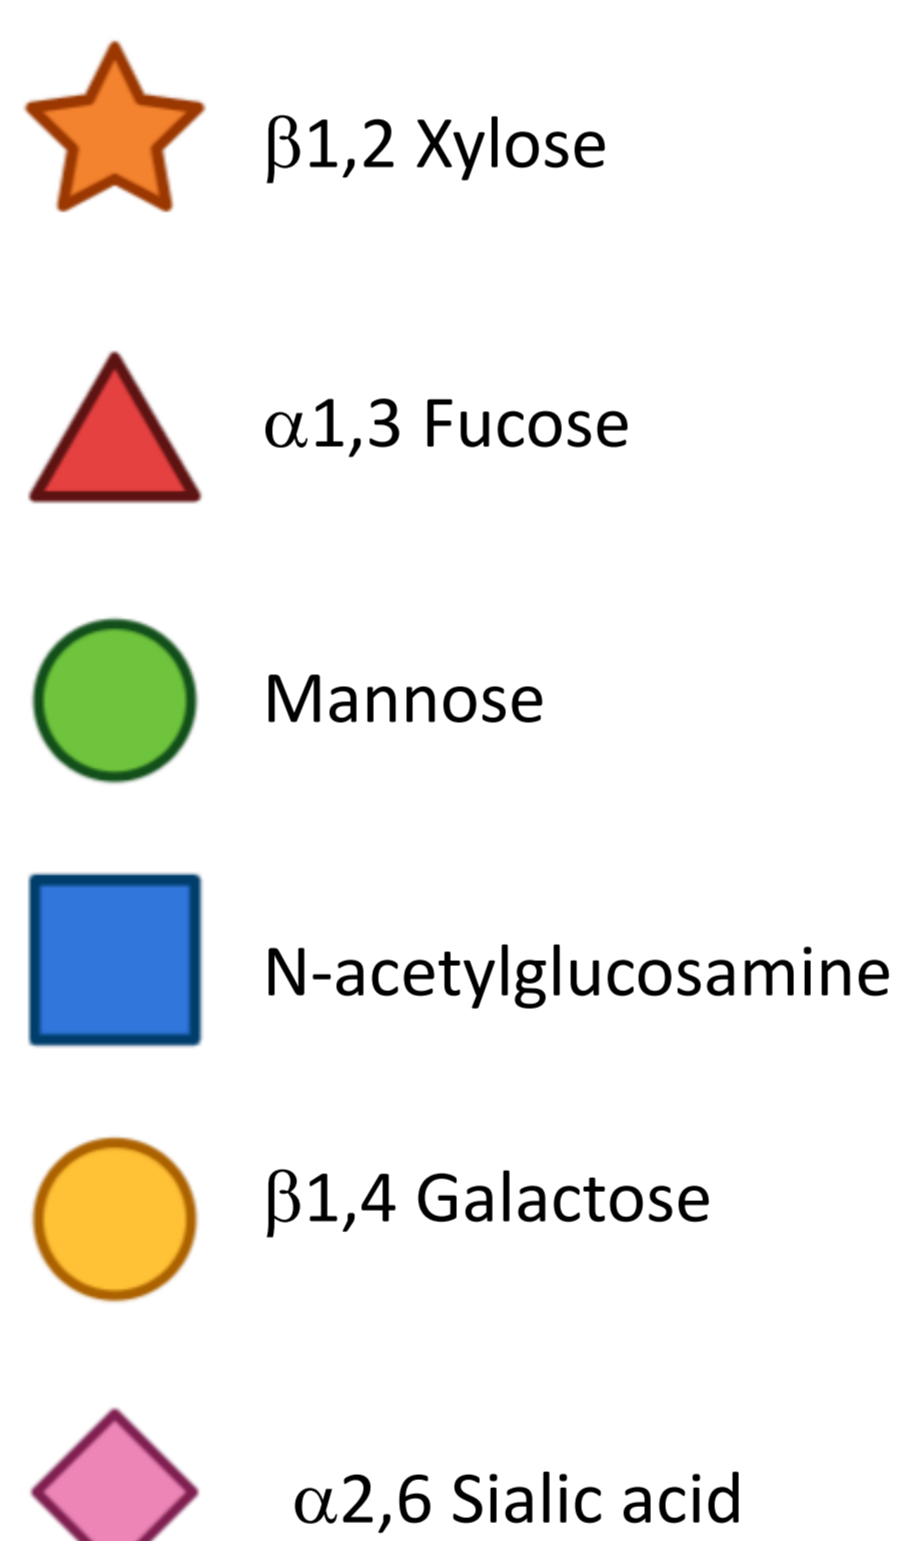 β1,2 Xylose
α1,3 Fucose
Mannose
N-acetylglucosamine
β1,4 Galactose
α2,6 Sialic acid